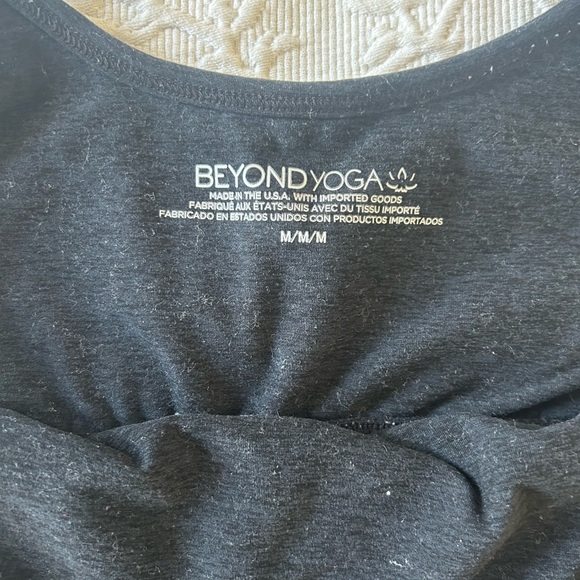 BEYOND YOGA
MADE IN THE U.S.A. WITH IMPORTED GOODS
FABRIQUÉ AUX ÉTATS-UNIS AVEC DU TISSU IMPORTÉ
FABRICADO EN ESTADOS UNIDOS CON PRODUCTOS IMPORTADOS
M/M/M